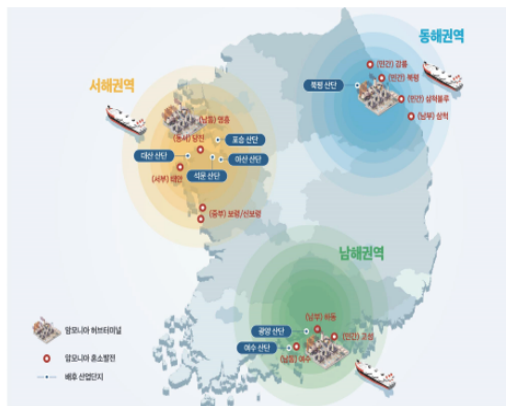 동해권역
(민간) 강릉
(민간) 북평
북평 산단
(민간) 삼척블루
(남부) 삼척
서해권역
(남동) 영흥
(동서) 당진
포승 산단
대산 산단
아산 산단
석문 산단
(서부) 태안
(중부) 보령/신보령
남해권역
(남부) 하동
광양 산단
(민간) 고성
여수 산단
(남동) 여수
암모니아 허브터미널
암모니아 혼소발전
배후 산업단지